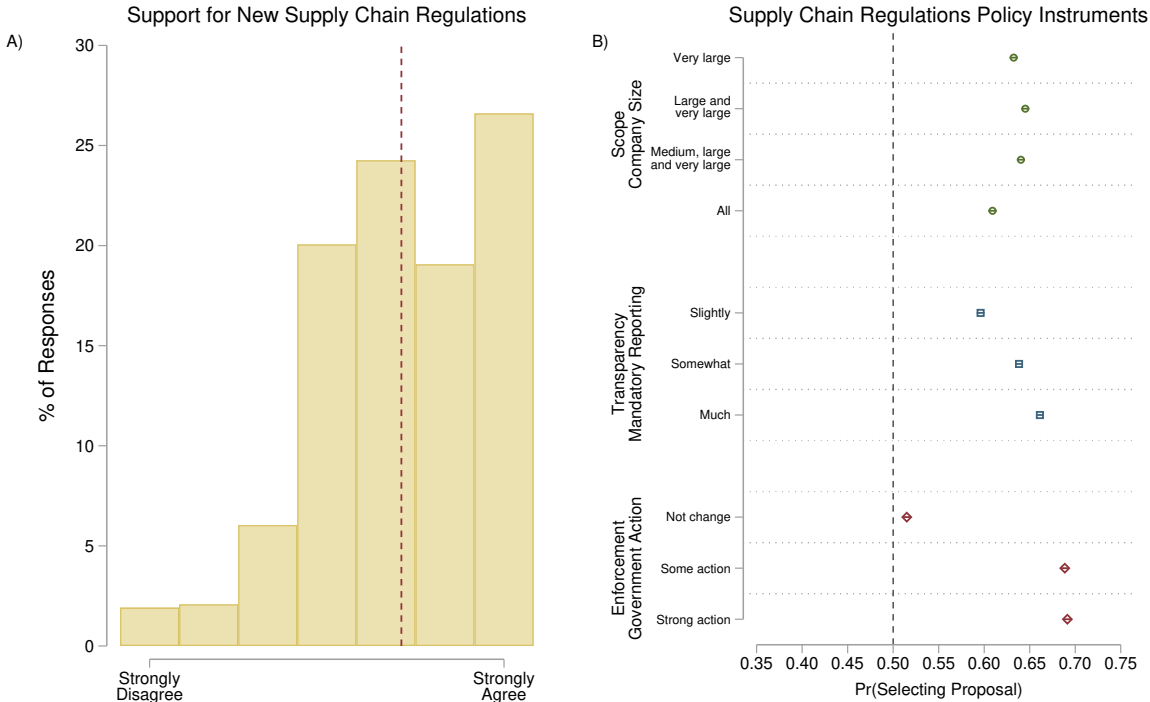 Support for New Supply Chain Regulations
A)
30
25
20
15
10
5
0
% of Responses
Strongly
Disagree
Strongly
Agree
Supply Chain Regulations Policy Instruments
B)
Scope
Company Size
Very large
Large and
very large
Medium, large
and very large
All
Transparency
Mandatory Reporting
Slightly
Somewhat
Much
Enforcement
Government Action
Not change
Some action
Strong action
0.35 0.40 0.45 0.50 0.55 0.60 0.65 0.70 0.75
Pr(Selecting Proposal)